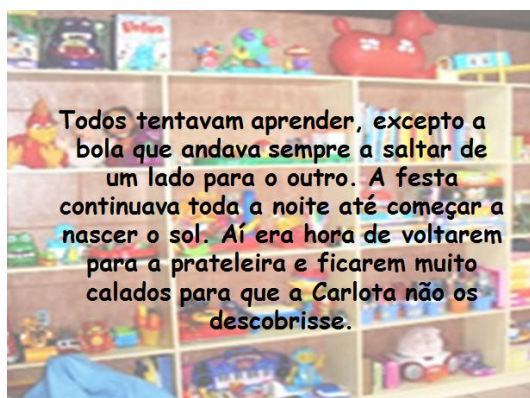 Todos tentavam aprender, excepto a
bola que andava sempre a saltar de
um lado para o outro. A festa
continuava toda a noite até começar a
nascer o sol. Aí era hora de voltarem
para a prateleira e ficarem muito
calados para que a Carlota não os
descobrisse.